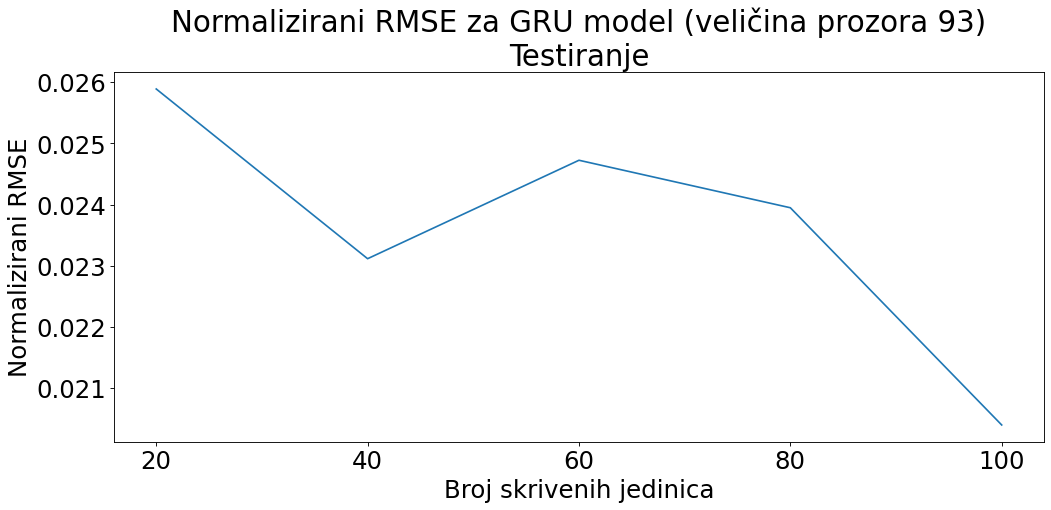 Normalizirani RMSE za GRU model (veličina prozora 93)
Testiranje
Normalizirani RMSE
0.026
0.025
0.024
0.023
0.022
0.021
20 40 60 80 100
Broj skrivenih jedinica